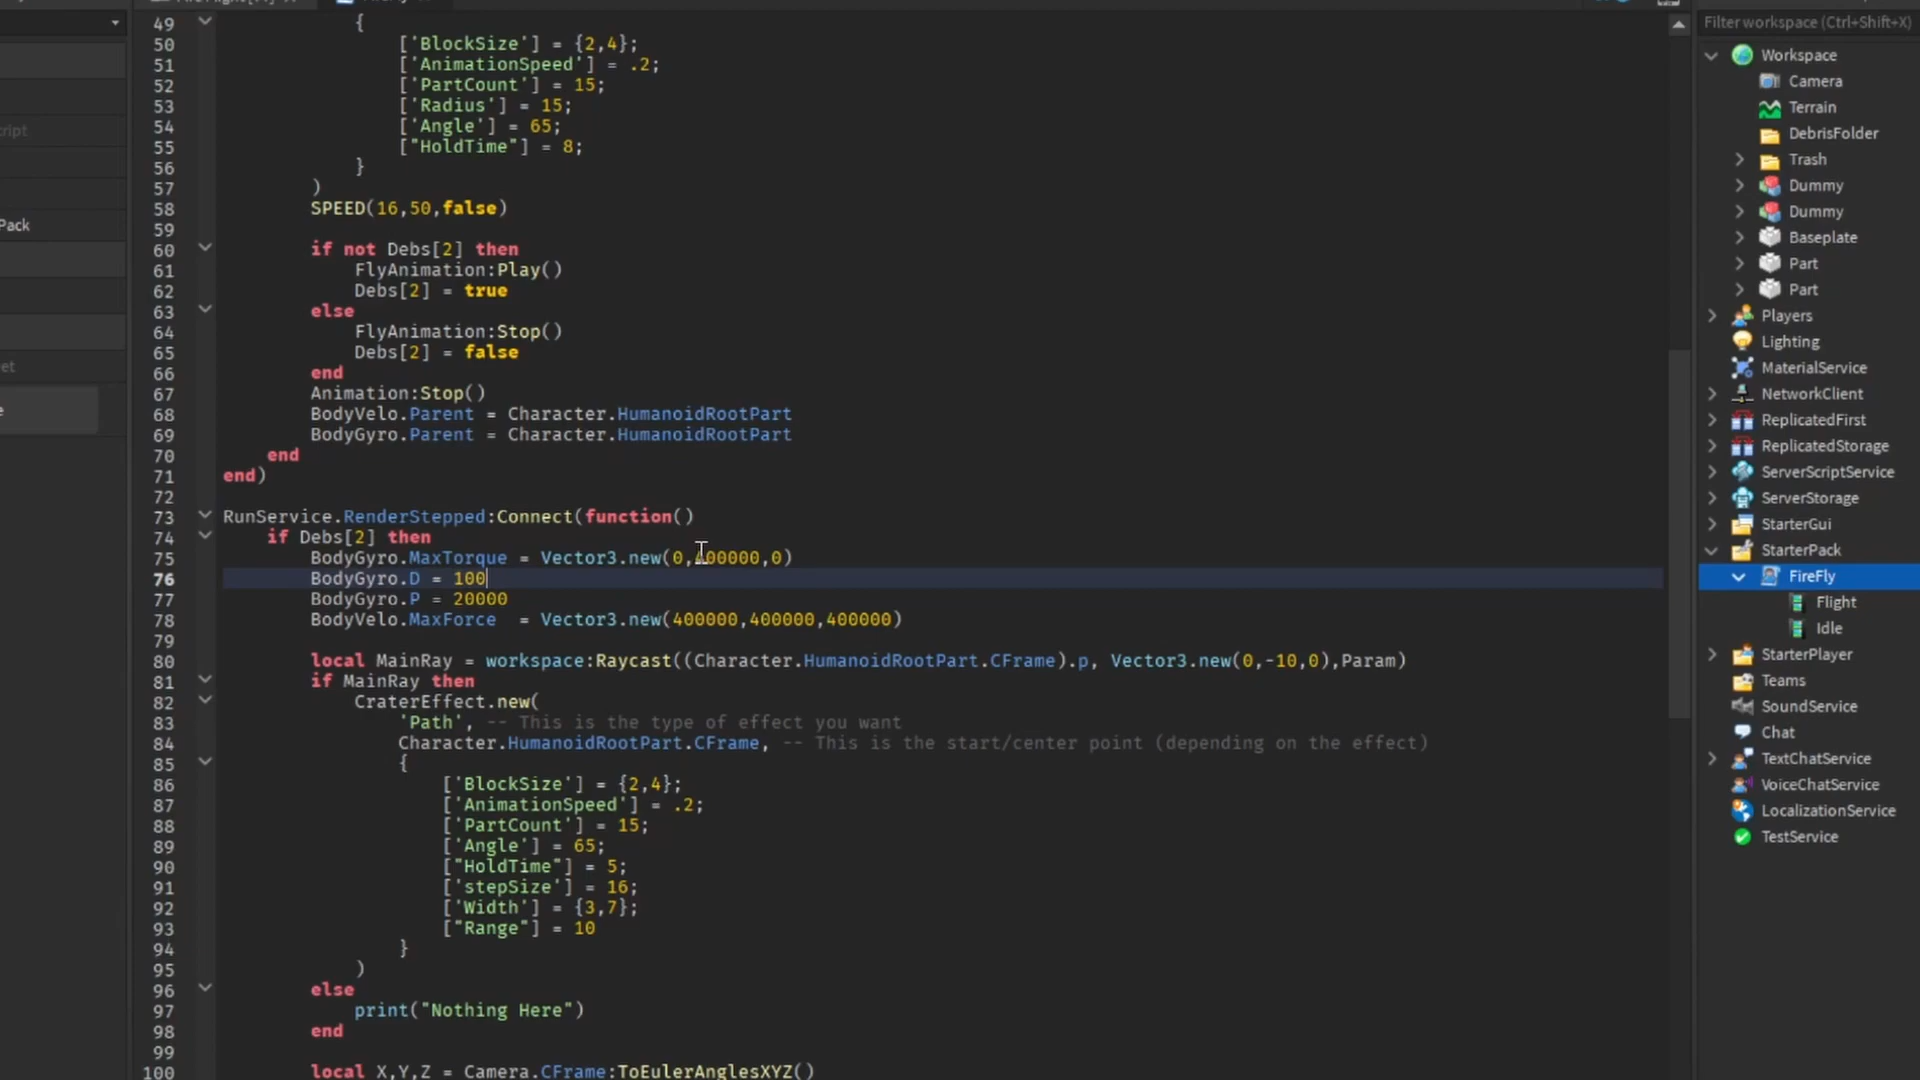 49 {
50 ['BlockSize'] = {2,4};
51 ['AnimationSpeed'] = .2;
52 ['PartCount'] = 15;
53 ['Radius'] = 15;
54 ['Angle'] = 65;
55 ["HoldTime"] = 8;
56 }
57 )
58 SPEED(16,50,false)
59
60 if not Debs[2] then
61 FlyAnimation:Play()
62 Debs[2] = true
63 else
64 FlyAnimation:Stop()
65 Debs[2] = false
66 end
67 Animation:Stop()
68 BodyVelo.Parent = Character.HumanoidRootPart
69 BodyGyro.Parent = Character.HumanoidRootPart
70 end
71 end)
72
73 RunService.RenderStepped:Connect(function()
74 if Debs[2] then
75 BodyGyro.MaxTorque = Vector3.new(0,400000,0)
76 BodyGyro.D = 100
77 BodyGyro.P = 20000
78 BodyVelo.MaxForce  = Vector3.new(400000,400000,400000)
79
80 local MainRay = workspace:Raycast((Character.HumanoidRootPart.CFrame).p, Vector3.new(0,-10,0),Param)
81 if MainRay then
82 CraterEffect.new(
83 'Path', -- This is the type of effect you want
84 Character.HumanoidRootPart.CFrame, -- This is the start/center point (depending on the effect)
85 {
86 ['BlockSize'] = {2,4};
87 ['AnimationSpeed'] = .2;
88 ['PartCount'] = 15;
89 ['Angle'] = 65;
90 ["HoldTime"] = 5;
91 ['stepSize'] = 16;
92 ['Width'] = {3,7};
93 ["Range"] = 10
94 }
95 )
96 else
97 print("Nothing Here")
98 end
99
100 local X,Y,Z = Camera.CFrame:ToEulerAnglesXYZ()
cript
Pack
et
e
Filter workspace (Ctrl+Shift+X)
Workspace
Camera
Terrain
DebrisFolder
Trash
Dummy
Dummy
Baseplate
Part
Part
Players
Lighting
MaterialService
NetworkClient
ReplicatedFirst
ReplicatedStorage
ServerScriptService
ServerStorage
StarterGui
StarterPack
FireFly
Flight
Idle
StarterPlayer
Teams
SoundService
Chat
TextChatService
VoiceChatService
LocalizationService
TestService